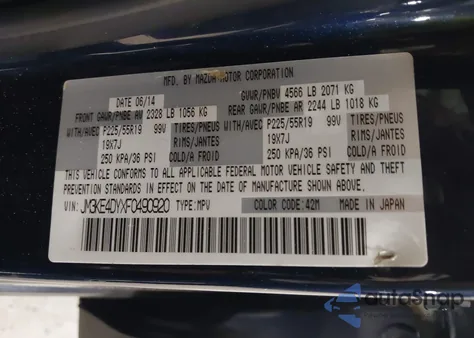 MFD. BY MAZDA MOTOR CORPORATION
DATE 06/14 GVWR/PNBV 4566 LB 2071 KG
FRONT GAWR/PNBE AV 2328 LB 1056 KG REAR GAWR/PNBE AR 2244 LB 1018 KG
WITH/AVEC P225/55R19 99V TIRES/PNEUS WITH/AVEC P225/55R19 99V TIRES/PNEUS
19X7J RIMS/JANTES 19X7J RIMS/JANTES
250 KPA/36 PSI COLD/A FROID 250 KPA/36 PSI COLD/A FROID
THIS VEHICLE CONFORMS TO ALL APPLICABLE FEDERAL MOTOR VEHICLE SAFETY AND THEFT
PREVENTION STANDARDS IN EFFECT ON THE DATE OF MANUFACTURE SHOWN ABOVE.
VIN: JM3KE4DYXF0490920 TYPE:MPV COLOR CODE:42M MADE IN JAPAN
autoSnap